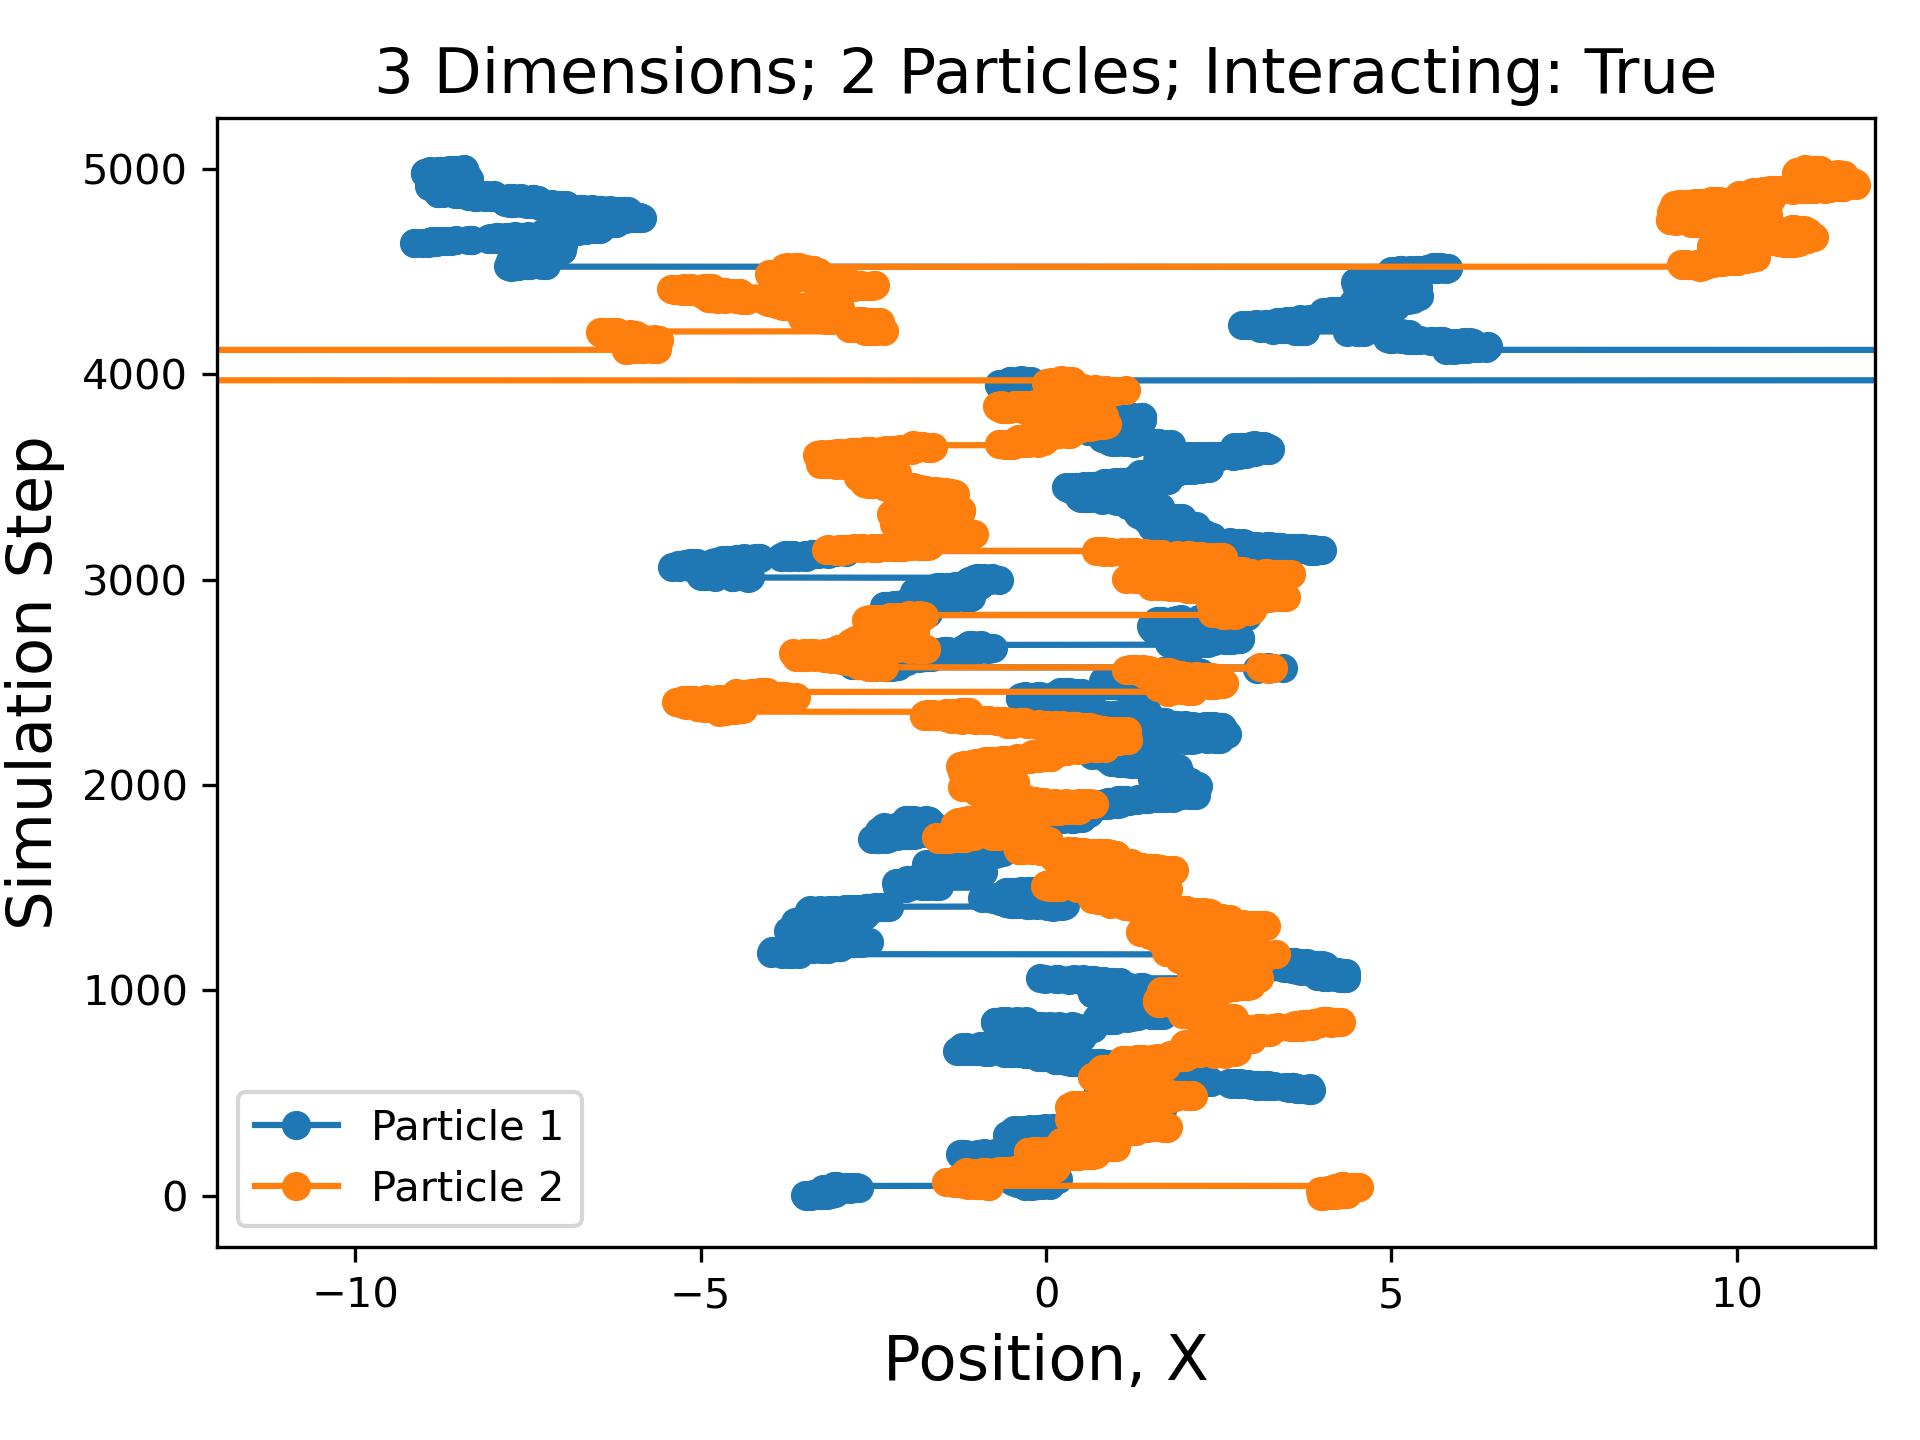 3 Dimensions; 2 Particles; Interacting: True
Simulation Step
5000
4000
3000
2000
1000
0
Particle 1
Particle 2
−10
−5
0
5
10
Position, X